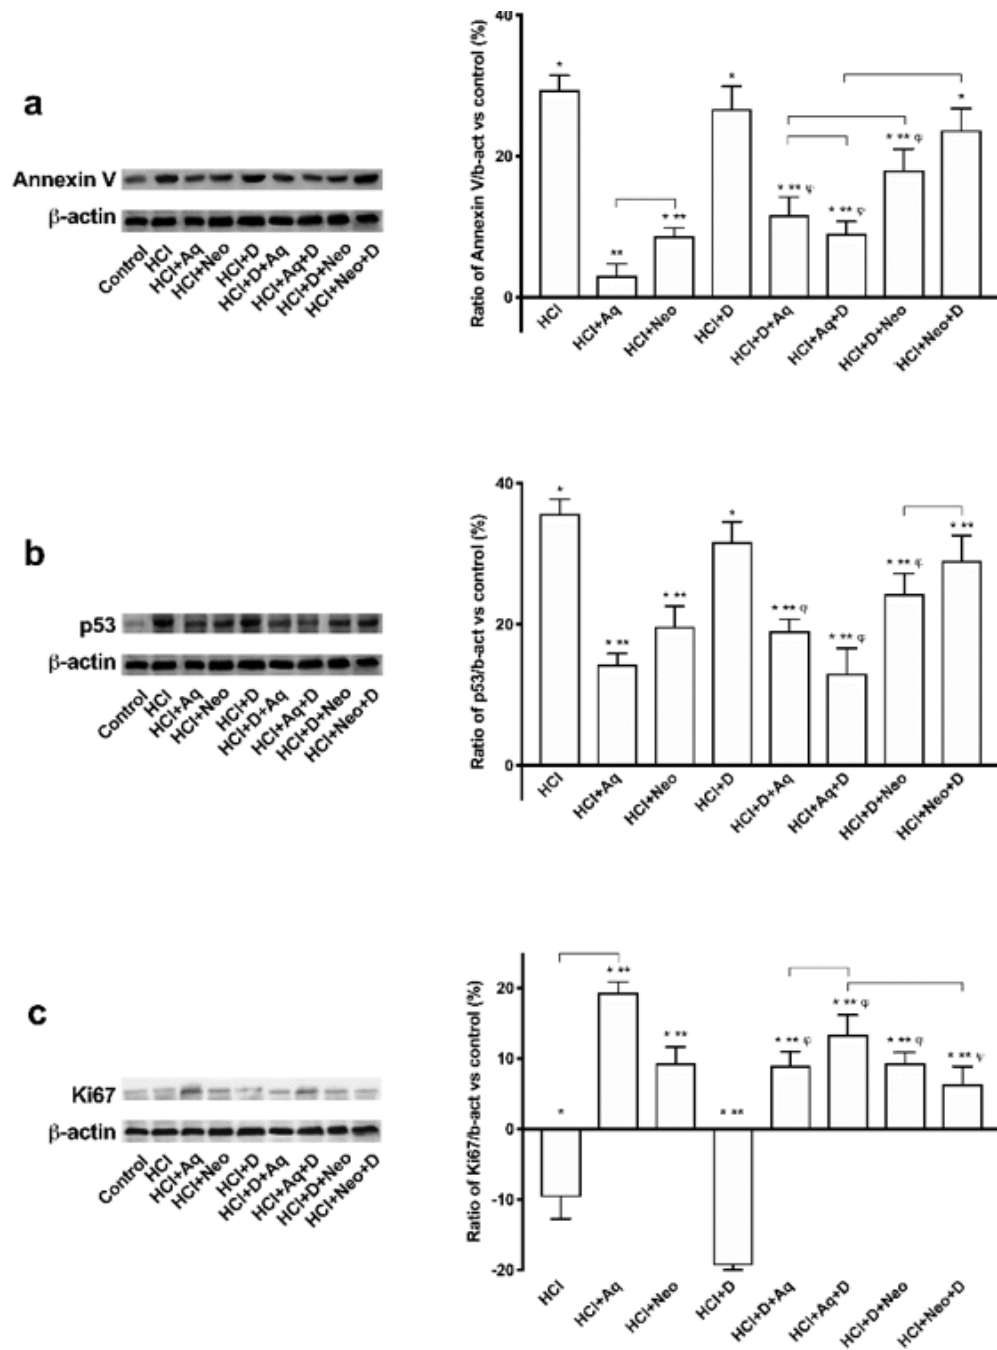 a
Annexin V
β-actin
Control
HCl
HCl+Aq
HCl+Neo
HCl+D
HCl+D+Aq
HCl+Aq+D
HCl+D+Neo
HCl+Neo+D
Ratio of Annexin V/b-act vs control (%)
40
20
0
*
**
* **
*
* ** φ
* ** φ
* ** φ
*
HCl
HCl+Aq
HCl+Neo
HCl+D
HCl+D+Aq
HCl+Aq+D
HCl+D+Neo
HCl+Neo+D
b
p53
β-actin
Control
HCl
HCl+Aq
HCl+Neo
HCl+D
HCl+D+Aq
HCl+Aq+D
HCl+D+Neo
HCl+Neo+D
Ratio of p53/b-act vs control (%)
40
20
0
*
* **
* **
*
* ** φ
* ** φ
* ** φ
* **
HCl
HCl+Aq
HCl+Neo
HCl+D
HCl+D+Aq
HCl+Aq+D
HCl+D+Neo
HCl+Neo+D
c
Ki67
β-actin
Control
HCl
HCl+Aq
HCl+Neo
HCl+D
HCl+D+Aq
HCl+Aq+D
HCl+D+Neo
HCl+Neo+D
Ratio of Ki67/b-act vs control (%)
20
10
0
-10
-20
*
* **
* **
* **
* ** φ
* ** φ
* ** φ
* ** φ
HCl
HCl+Aq
HCl+Neo
HCl+D
HCl+D+Aq
HCl+Aq+D
HCl+D+Neo
HCl+Neo+D